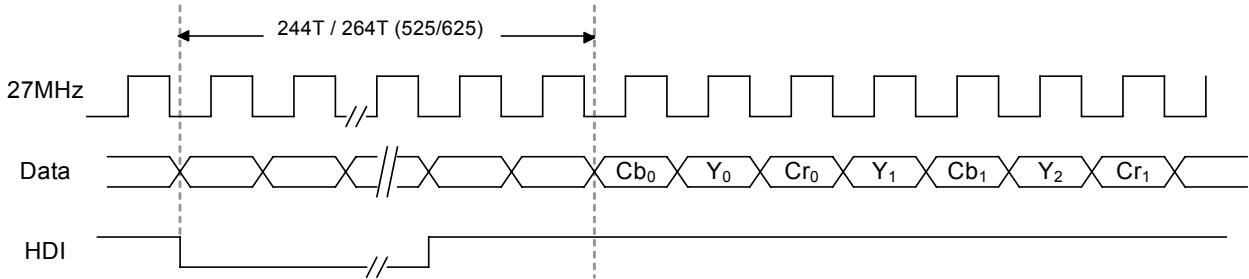 244T / 264T (525/625)
27MHz
Data Cb₀ Y₀ Cr₀ Y₁ Cb₁ Y₂ Cr₁
HDI